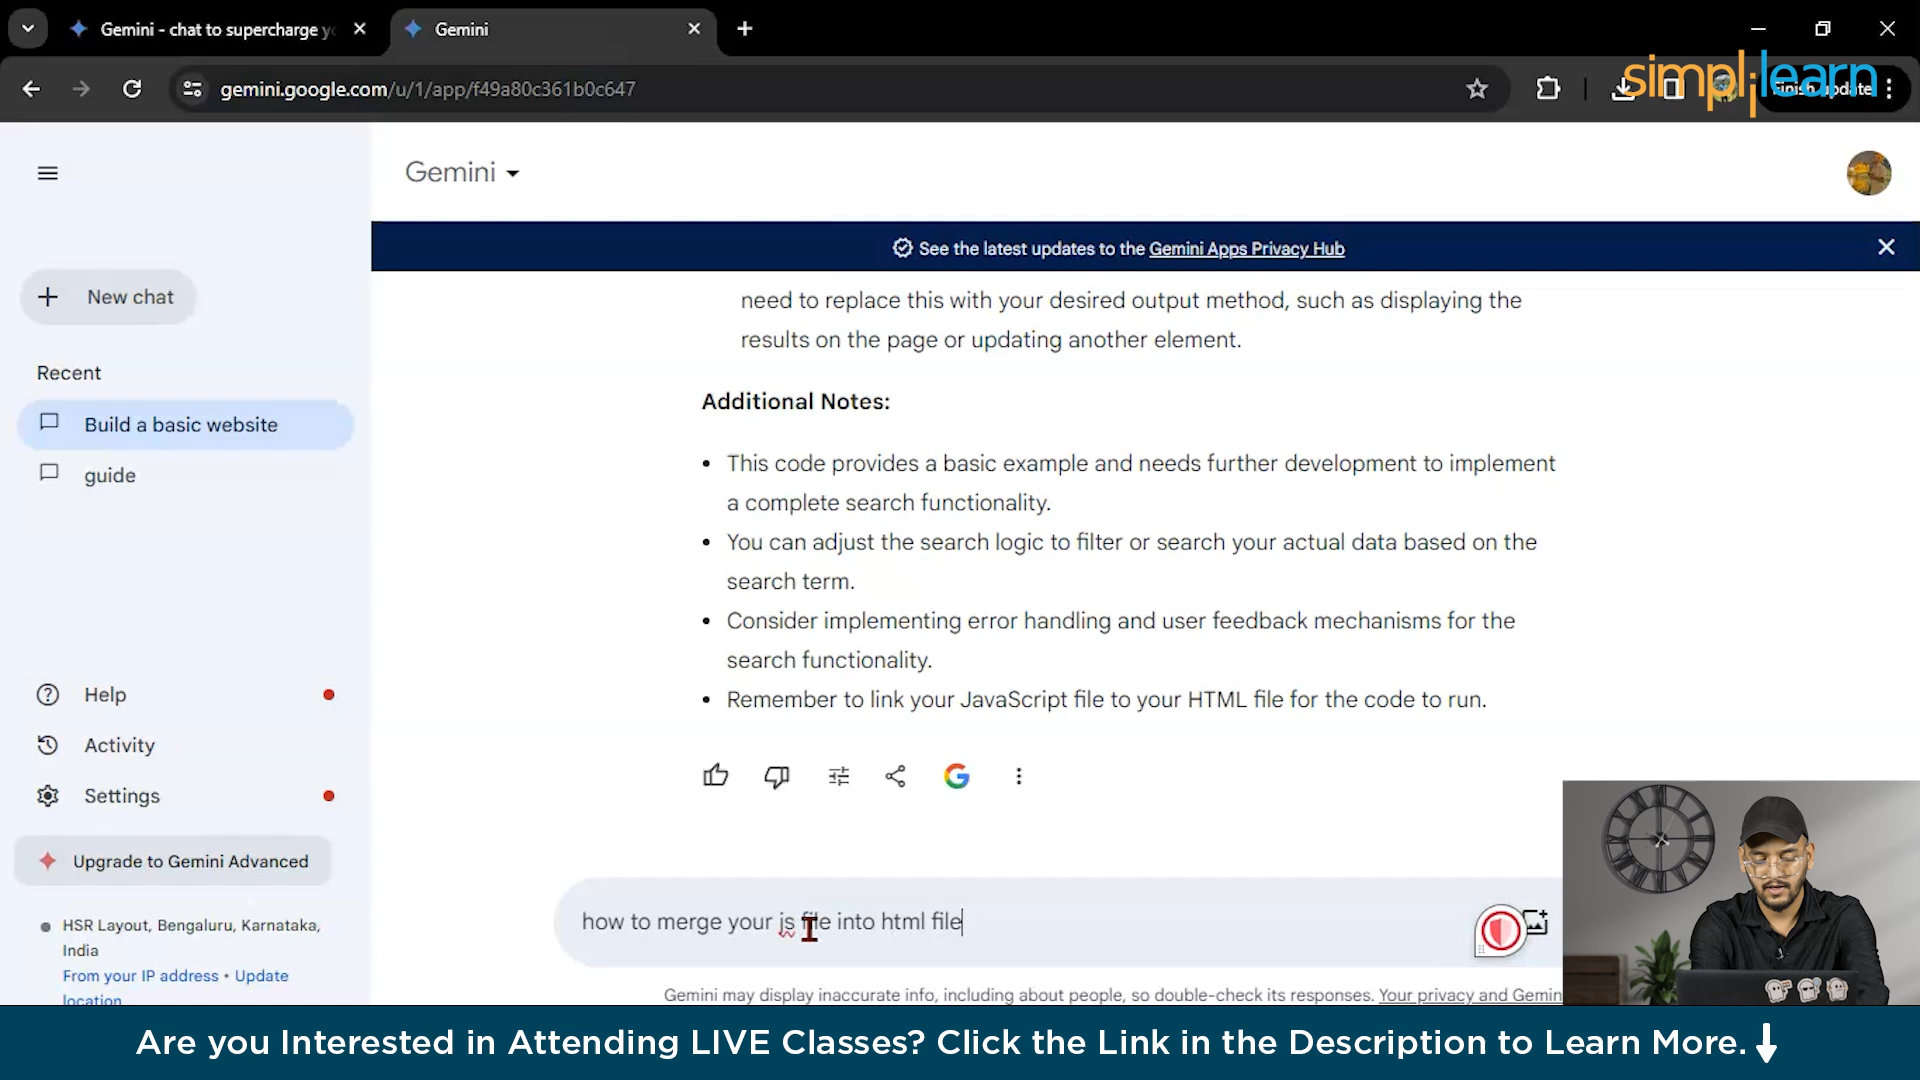 Gemini - chat to supercharge y
Gemini
gemini.google.com/u/1/app/f49a80c361b0c647
simplilearn
Finish update
Gemini
See the latest updates to the Gemini Apps Privacy Hub
New chat
Recent
Build a basic website
guide
Help
Activity
Settings
Upgrade to Gemini Advanced
HSR Layout, Bengaluru, Karnataka,
India
From your IP address • Update
location
need to replace this with your desired output method, such as displaying the
results on the page or updating another element.
Additional Notes:
• This code provides a basic example and needs further development to implement
a complete search functionality.
• You can adjust the search logic to filter or search your actual data based on the
search term.
• Consider implementing error handling and user feedback mechanisms for the
search functionality.
• Remember to link your JavaScript file to your HTML file for the code to run.
how to merge your js file into html file
Gemini may display inaccurate info, including about people, so double-check its responses. Your privacy and Gemin
Are you Interested in Attending LIVE Classes? Click the Link in the Description to Learn More.